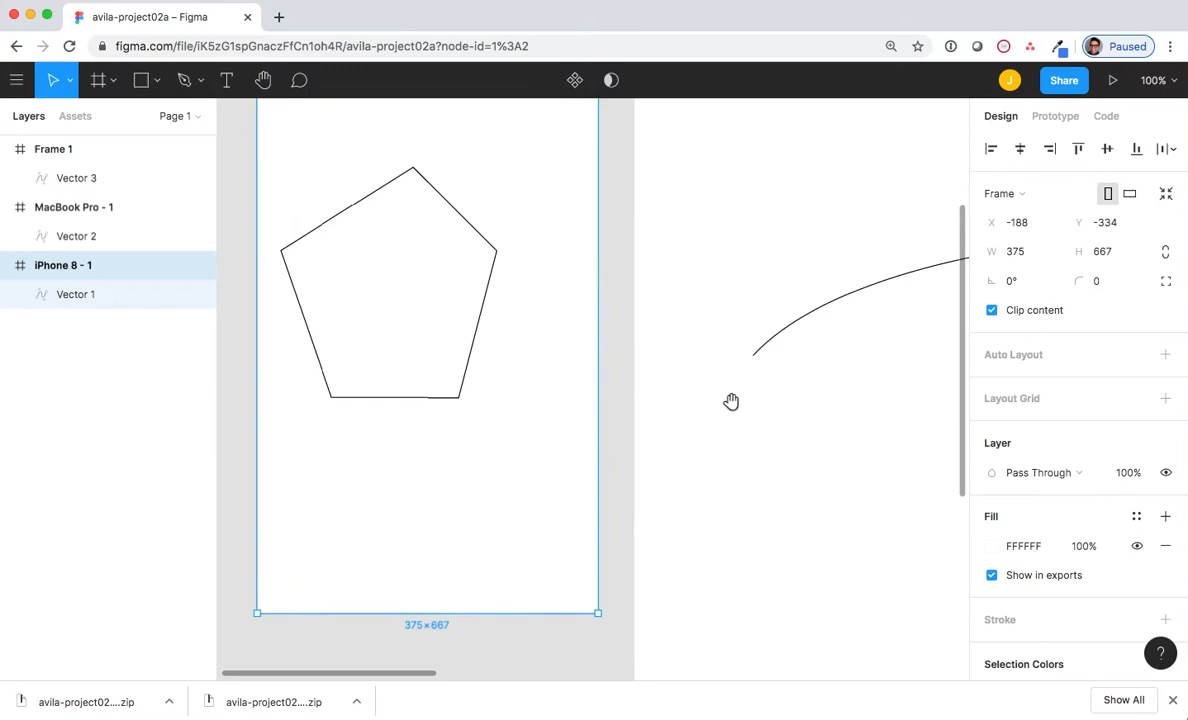 avila-project02a – Figma
figma.com/file/iK5zG1spGnaczFfCn1oh4R/avila-project02a?node-id=1%3A2
Paused
J
Share
100%
Layers
Assets
Page 1
Design
Prototype
Code
Frame 1
Vector 3
MacBook Pro - 1
Vector 2
iPhone 8 - 1
Vector 1
Frame
X -188
Y -334
W 375
H 667
0°
0
Clip content
Auto Layout
Layout Grid
Layer
Pass Through
100%
Fill
FFFFFF
100%
Show in exports
Stroke
Selection Colors
375×667
?
avila-project02....zip
avila-project02....zip
Show All